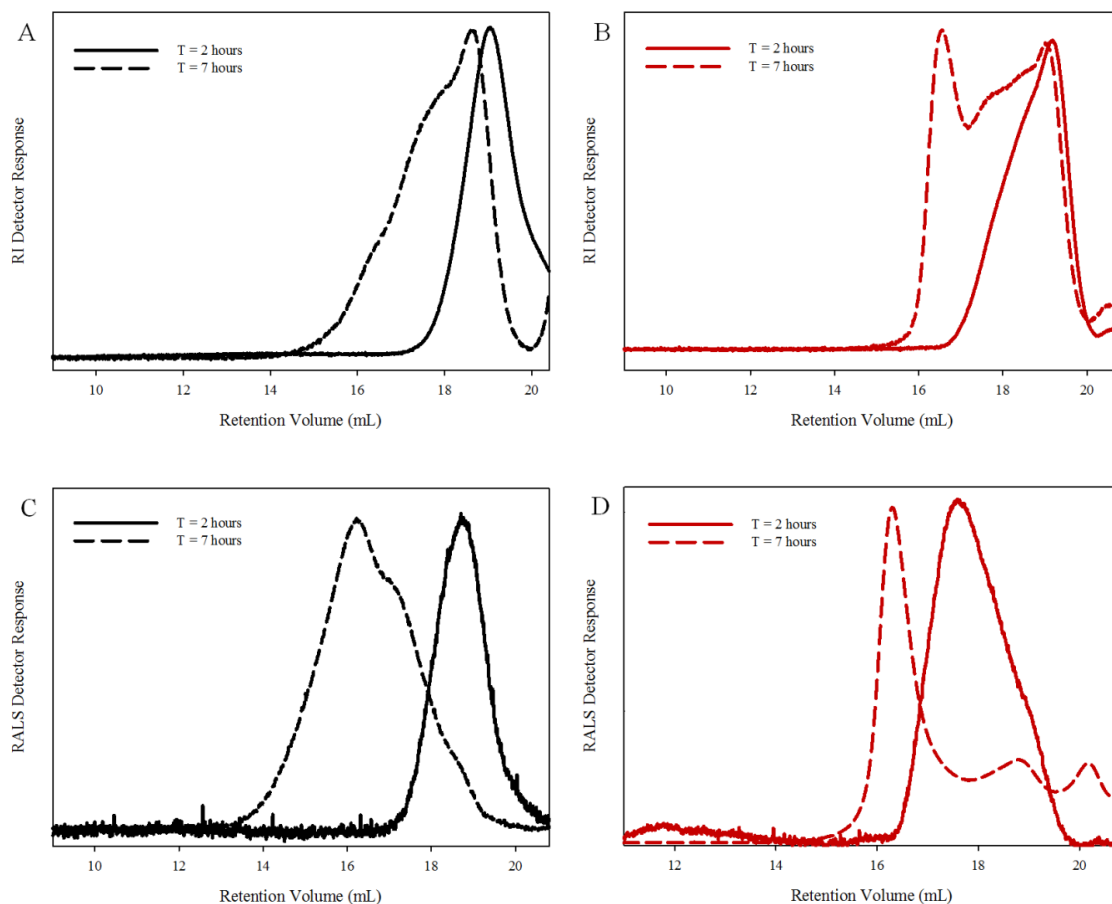 A
T = 2 hours
T = 7 hours
RI Detector Response
10 12 14 16 18 20
Retention Volume (mL)
B
T = 2 hours
T = 7 hours
RI Detector Response
10 12 14 16 18 20
Retention Volume (mL)
C
T = 2 hours
T = 7 hours
RALS Detector Response
10 12 14 16 18 20
Retention Volume (mL)
D
T = 2 hours
T = 7 hours
RALS Detector Response
12 14 16 18 20
Retention Volume (mL)